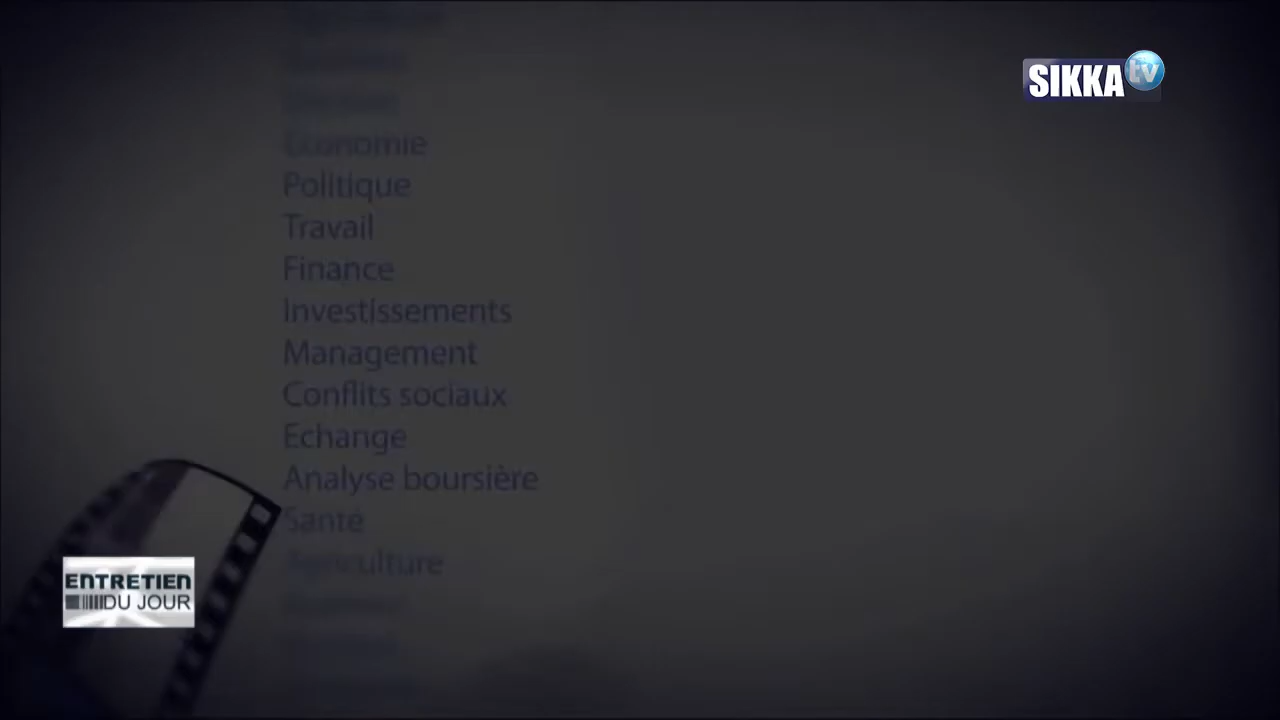 SIKKA tv
Economie
Politique
Travail
Finance
Investissements
Management
Conflits sociaux
Echange
Analyse boursière
Santé
Agriculture
ENTRETIEN
DU JOUR